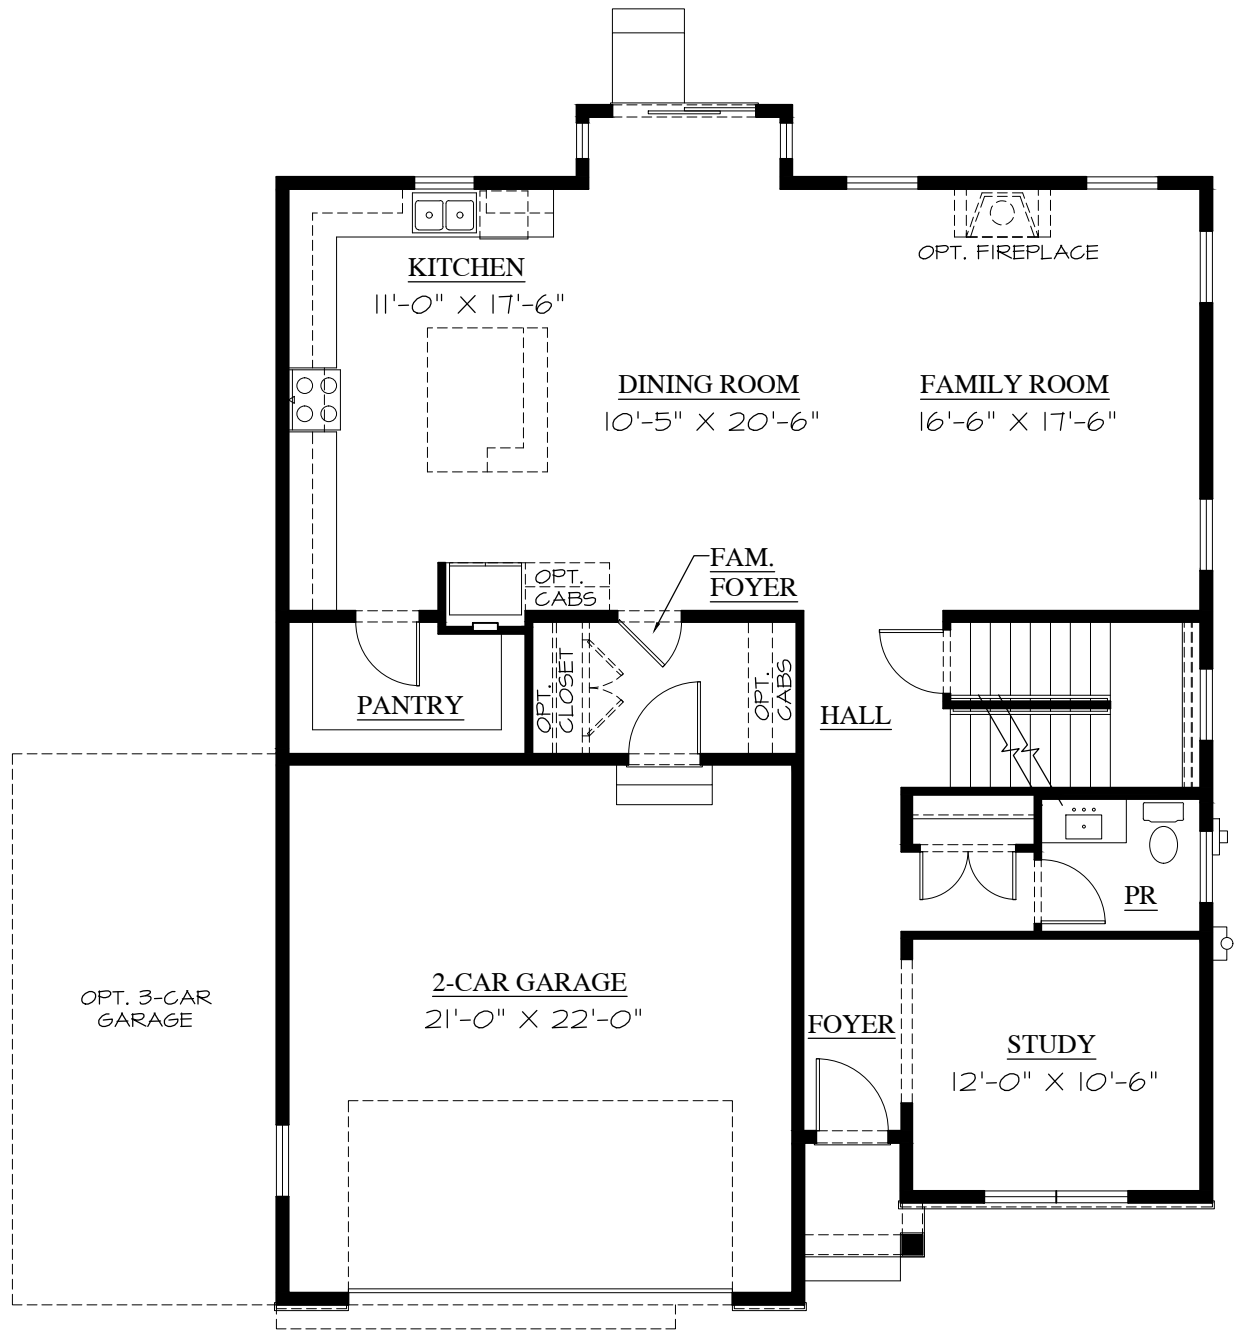 OPT. FIREPLACE
KITCHEN
11'-0" X 17'-6"
DINING ROOM
10'-5" X 20'-6"
FAMILY ROOM
16'-6" X 17'-6"
FAM.
FOYER
OPT.
CABS
OPT.
CLOSET
OPT.
CABS
PANTRY
HALL
PR
2-CAR GARAGE
21'-0" X 22'-0"
OPT. 3-CAR
GARAGE
FOYER
STUDY
12'-0" X 10'-6"